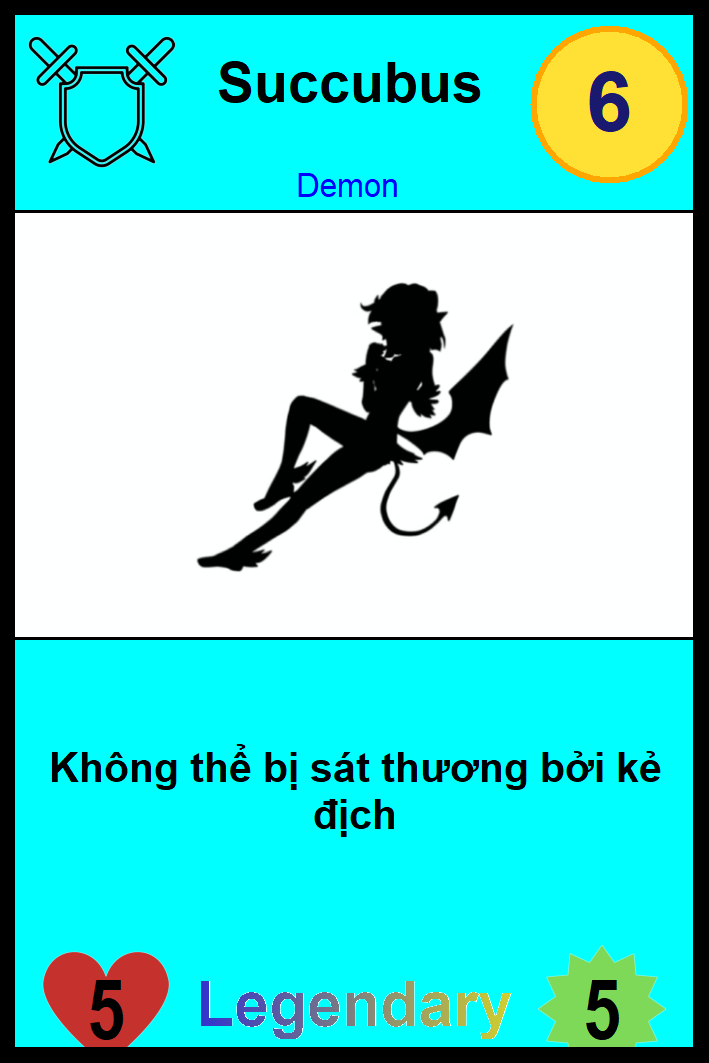 Succubus
6
Demon
Không thể bị sát thương bởi kẻ
địch
5
Legendary
5